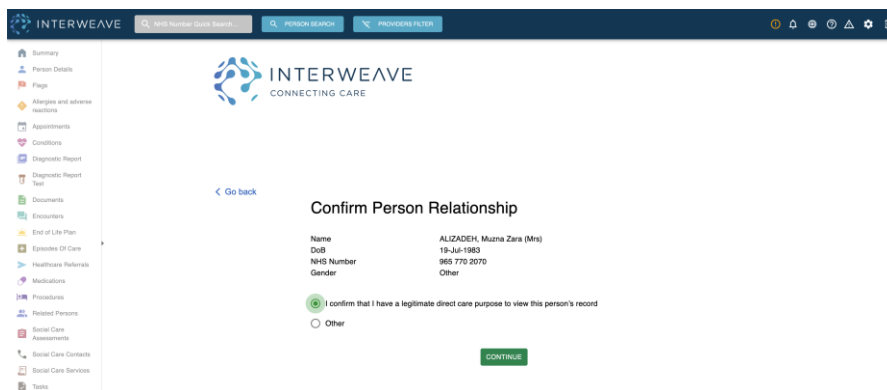 INTERWEAVE
NHS Number Quick Search...
PERSON SEARCH
PROVIDERS FILTER
Summary
Person Details
Flags
Allergies and adverse
reactions
Appointments
Conditions
Diagnostic Report
Diagnostic Report
Test
Documents
Encounters
End of Life Plan
Episodes Of Care
Healthcare Referrals
Medications
Procedures
Related Persons
Social Care
Assessments
Social Care Contacts
Social Care Services
Tasks
INTERWEAVE
CONNECTING CARE
Go back
Confirm Person Relationship
Name ALIZADEH, Muzna Zara (Mrs)
DoB 19-Jul-1983
NHS Number 965 770 2070
Gender Other
I confirm that I have a legitimate direct care purpose to view this person's record
Other
CONTINUE